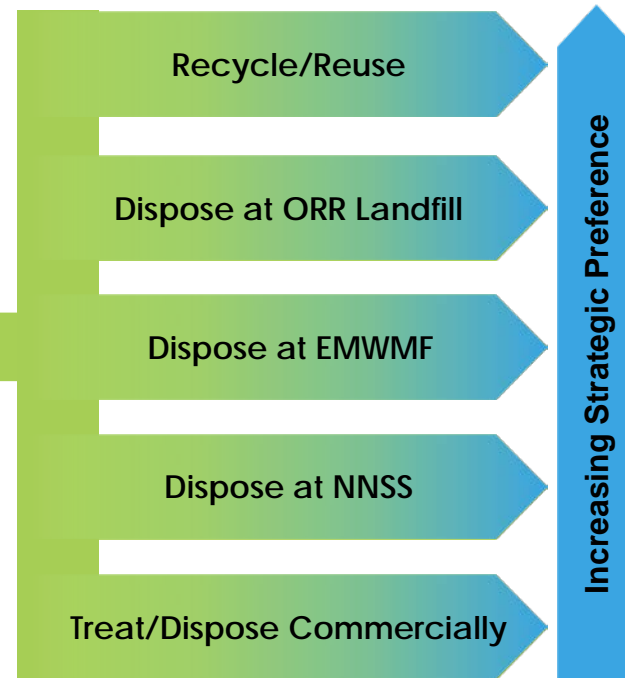 Recycle/Reuse
Dispose at ORR Landfill
Dispose at EMWMF
Dispose at NNSS
Treat/Dispose Commercially
Increasing Strategic Preference